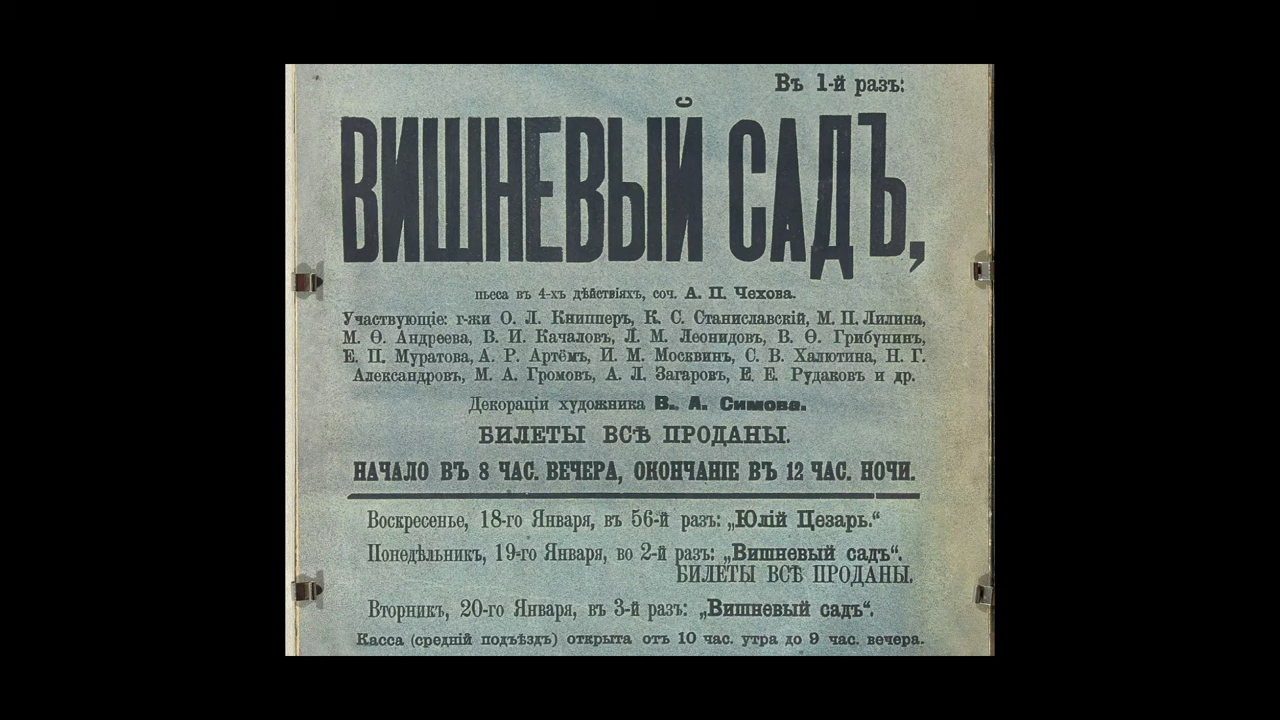 Въ 1-й разъ:
ВИШНЕВЫЙ САДЪ,
пьеса въ 4-хъ дѣйствіяхъ, соч. А. П. Чехова.
Участвующіе: г-жи О. Л. Книпперъ, К. С. Станиславскій, М. П. Лилина,
М. Ѳ. Андреева, В. И. Качаловъ, Л. М. Леонидовъ, В. Ѳ. Грибунинъ,
Е. П. Муратова, А. Р. Артёмъ, И. М. Москвинъ, С. В. Халютина, Н. Г.
Александровъ, М. А. Громовъ, А. Л. Загаровъ, И. Е. Рудаковъ и др.
Декораціи художника В. А. Симова.
БИЛЕТЫ ВСѢ ПРОДАНЫ.
НАЧАЛО ВЪ 8 ЧАС. ВЕЧЕРА, ОКОНЧАНІЕ ВЪ 12 ЧАС. НОЧИ.
Воскресенье, 18-го Января, въ 56-й разъ: „Юлій Цезарь.“
Понедѣльникъ, 19-го Января, во 2-й разъ: „Вишневый садъ“.
БИЛЕТЫ ВСѢ ПРОДАНЫ.
Вторникъ, 20-го Января, въ 3-й разъ: „Вишневый садъ“.
Касса (средній подъѣздъ) открыта отъ 10 час. утра до 9 час. вечера.